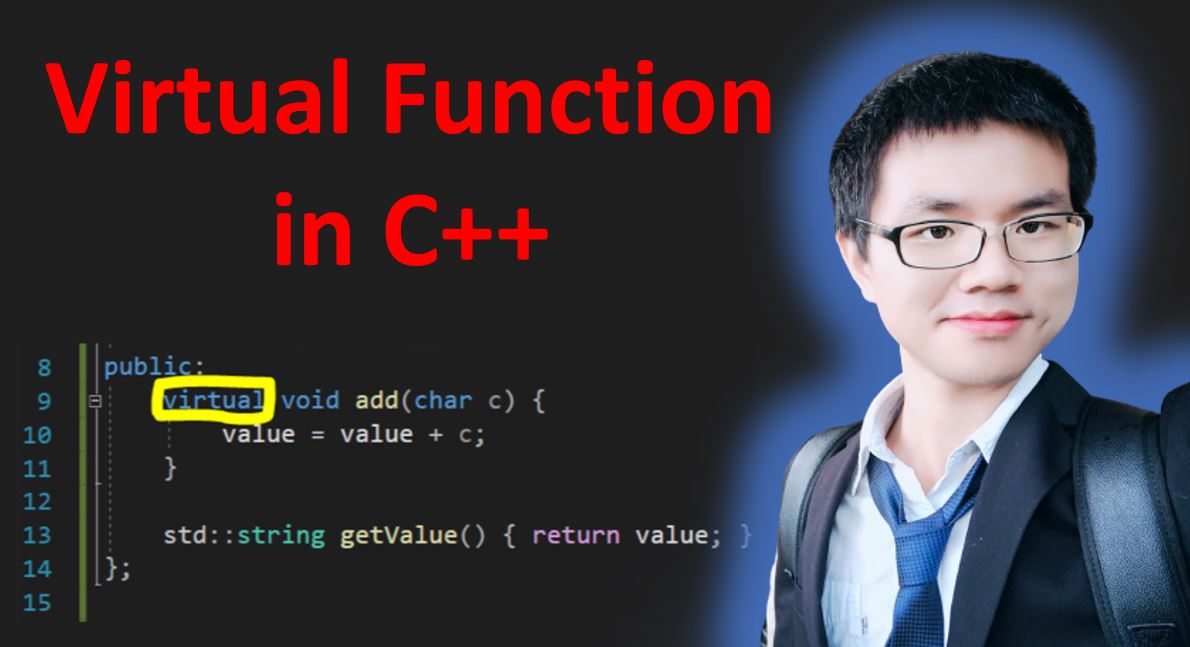 Virtual Function
in C++
8 public:
9 virtual void add(char c) {
10 value = value + c;
11 }
12
13 std::string getValue() { return value; }
14 };
15